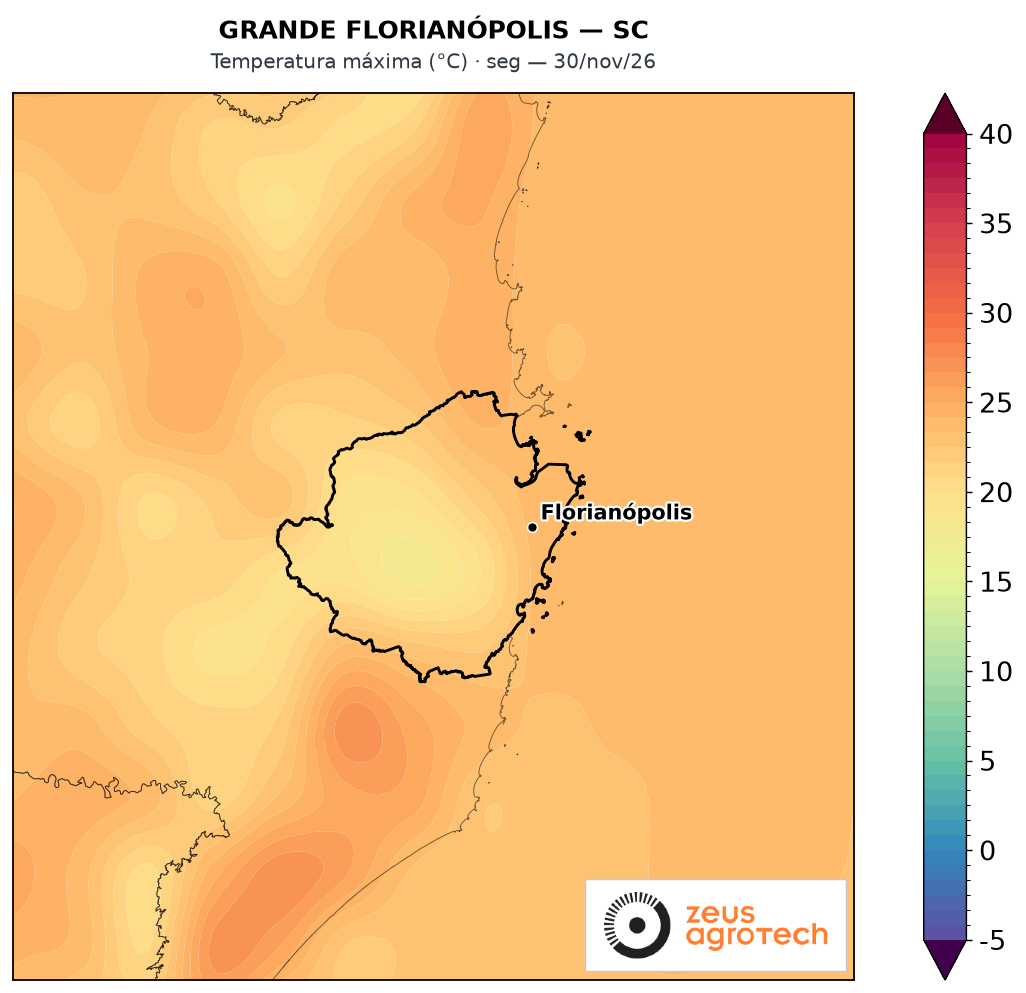 GRANDE FLORIANÓPOLIS — SC
Temperatura máxima (°C) · seg — 30/nov/26
40
35
30
25
20
15
10
5
0
-5
Florianópolis
zeus
agrotech